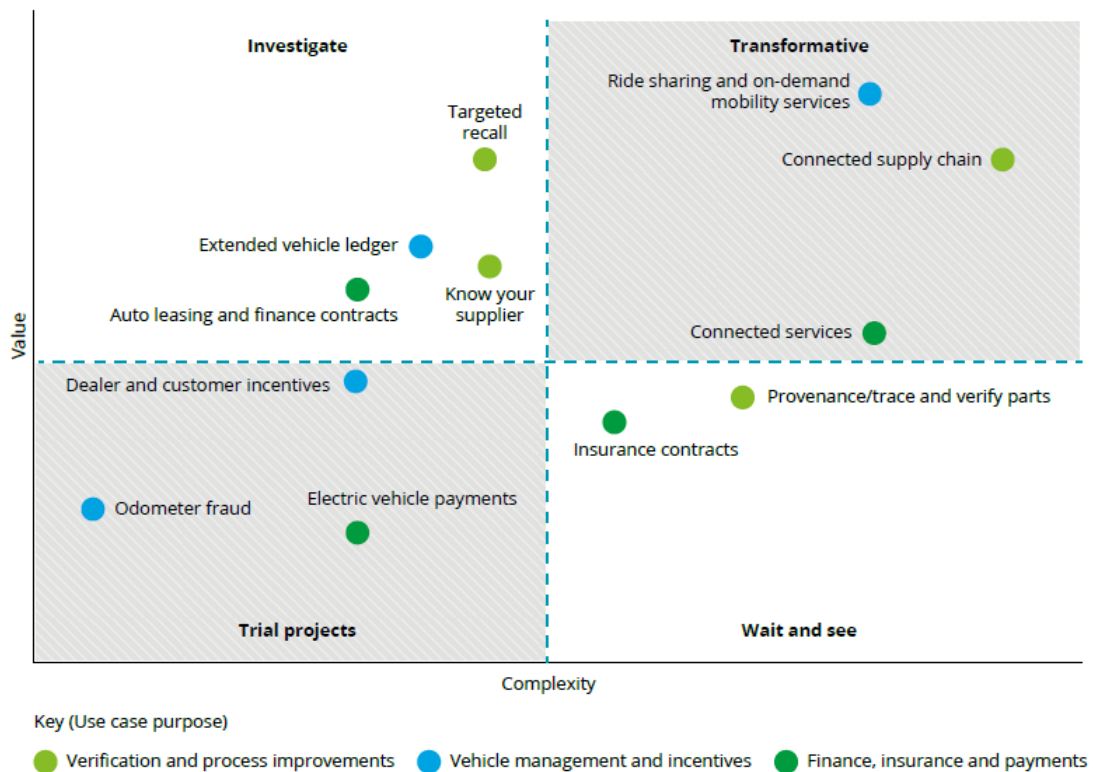 Investigate
Transformative
Ride sharing and on-demand
mobility services
Targeted
recall
Connected supply chain
Extended vehicle ledger
Know your
supplier
Auto leasing and finance contracts
Connected services
Value
Dealer and customer incentives
Provenance/trace and verify parts
Insurance contracts
Electric vehicle payments
Odometer fraud
Trial projects
Wait and see
Complexity
Key (Use case purpose)
Verification and process improvements
Vehicle management and incentives
Finance, insurance and payments